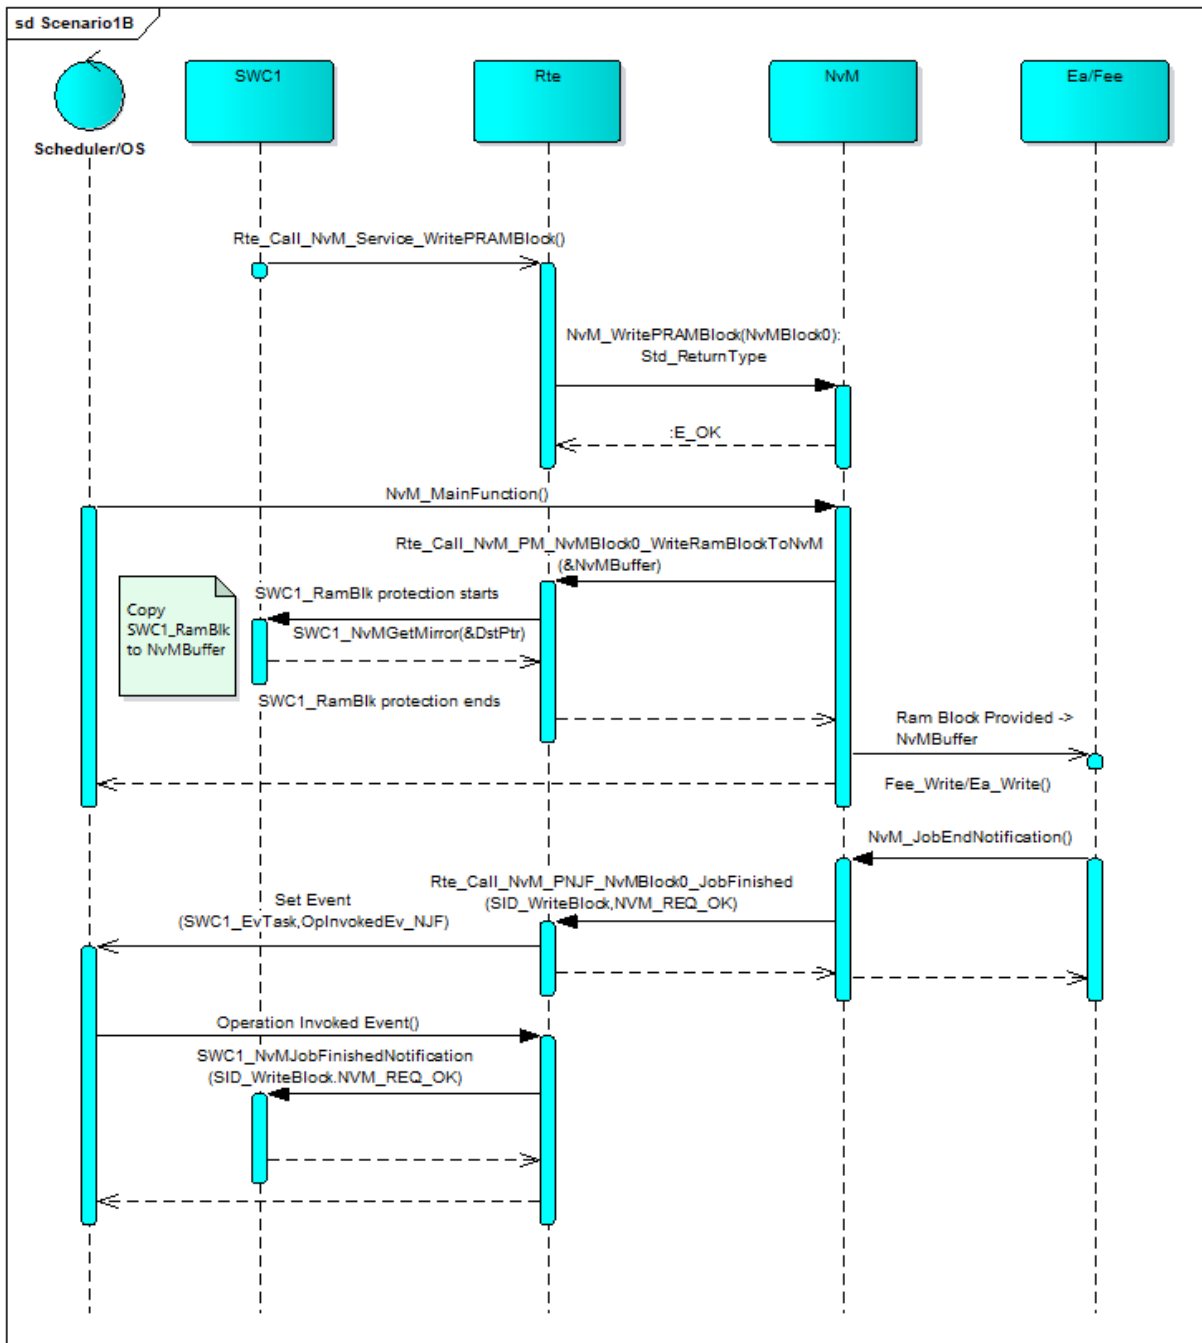 sd Scenario1B
SWC1
Rte
NvM
Ea/Fee
Scheduler/OS
Rte_Call_NvM_Service_WritePRAMBlock()
NvM_WritePRAMBlock(NvMBlock0):
Std_ReturnType
:E_OK
NvM_MainFunction()
Rte_Call_NvM_PM_NvMBlock0_WriteRamBlockToNvM
(&NvMBuffer)
SWC1_RamBlk protection starts
Copy
SWC1_RamBlk
to NvMBuffer
SWC1_NvMGetMirror(&DstPtr)
SWC1_RamBlk protection ends
Ram Block Provided ->
NvMBuffer
Fee_Write/Ea_Write()
NvM_JobEndNotification()
Rte_Call_NvM_PNJF_NvMBlock0_JobFinished
(SID_WriteBlock,NVM_REQ_OK)
Set Event
(SWC1_EvTask,OpInvokedEv_NJF)
Operation Invoked Event()
SWC1_NvMJobFinishedNotification
(SID_WriteBlock.NVM_REQ_OK)